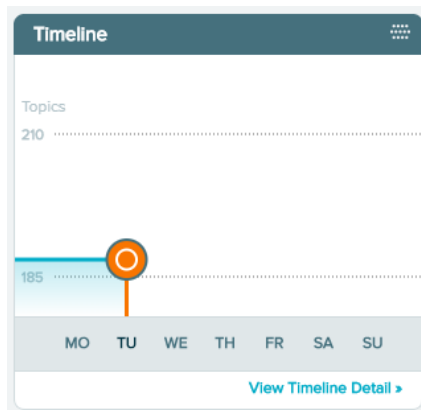 Timeline
Topics
210
185
MO TU WE TH FR SA SU
View Timeline Detail »